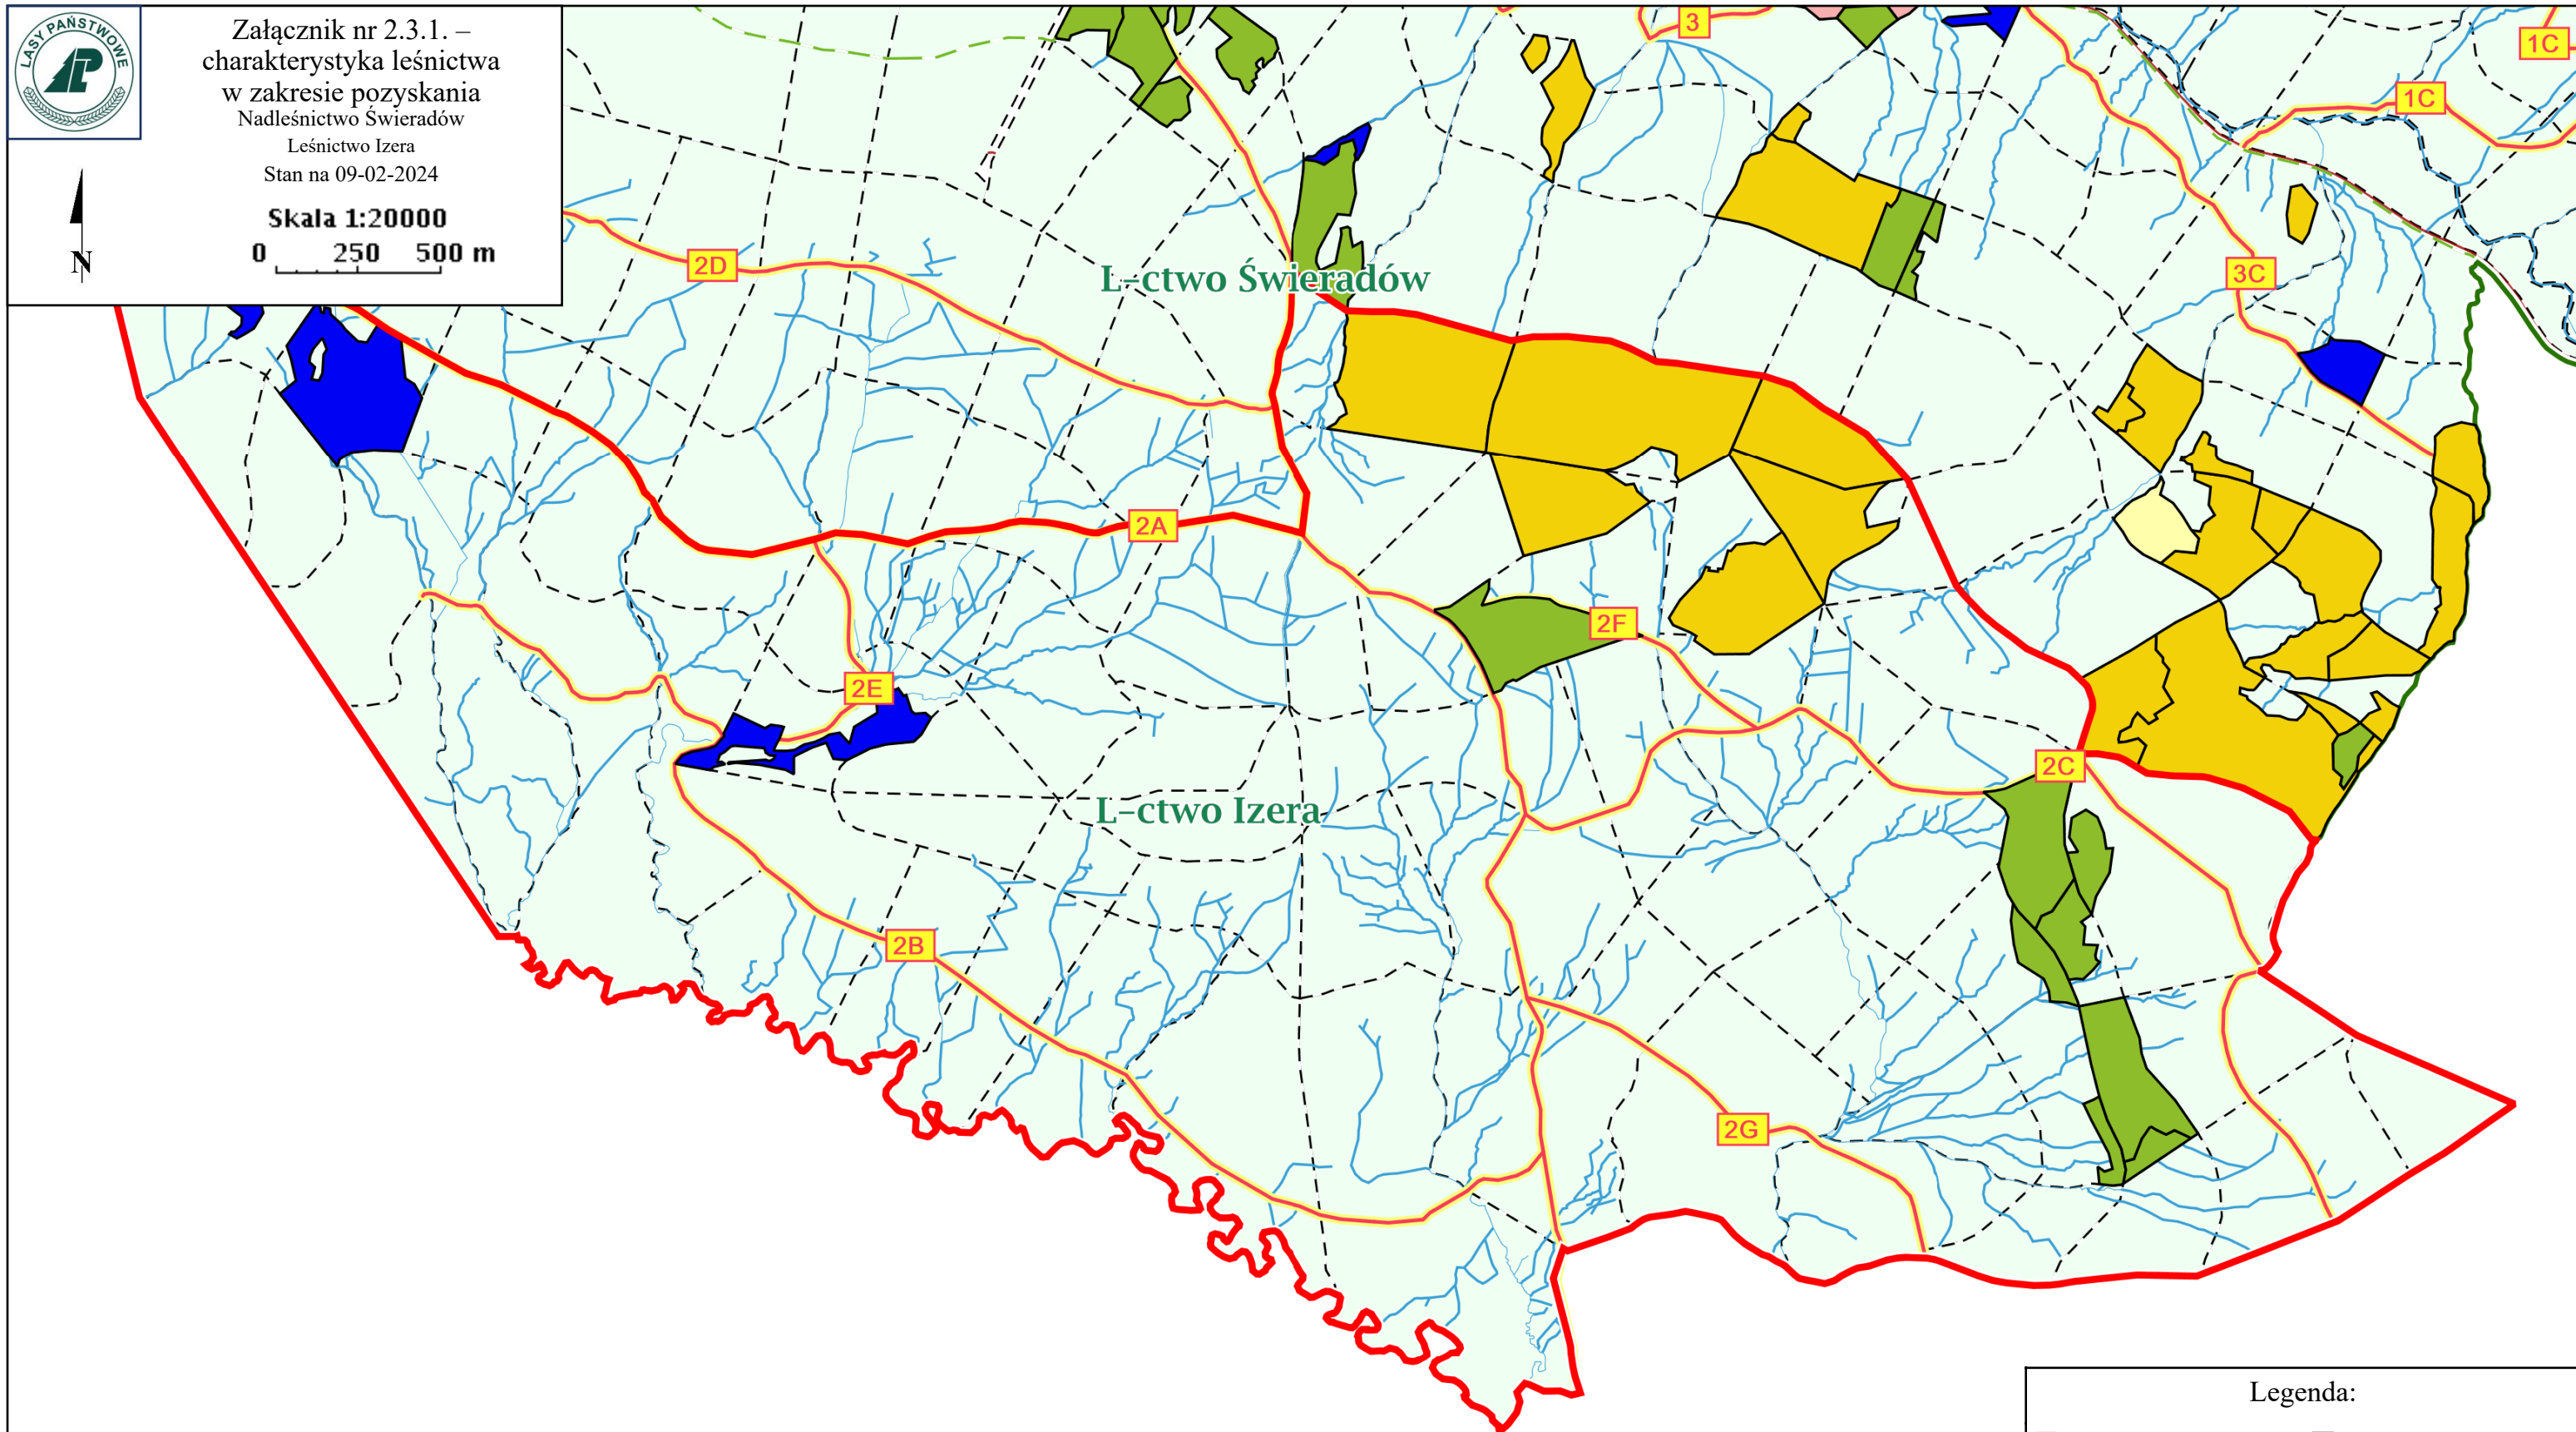 LASY PAŃSTWOWE
Załącznik nr 2.3.1. –
charakterystyka leśnictwa
w zakresie pozyskania
Nadleśnictwo Świeradów
Leśnictwo Izera
Stan na 09-02-2024
Skala 1:20000
0 250 500 m
N
3
1C
1C
2D
L-ctwo Świeradów
3C
2A
2F
2E
2C
L-ctwo Izera
2B
2G
Legenda: